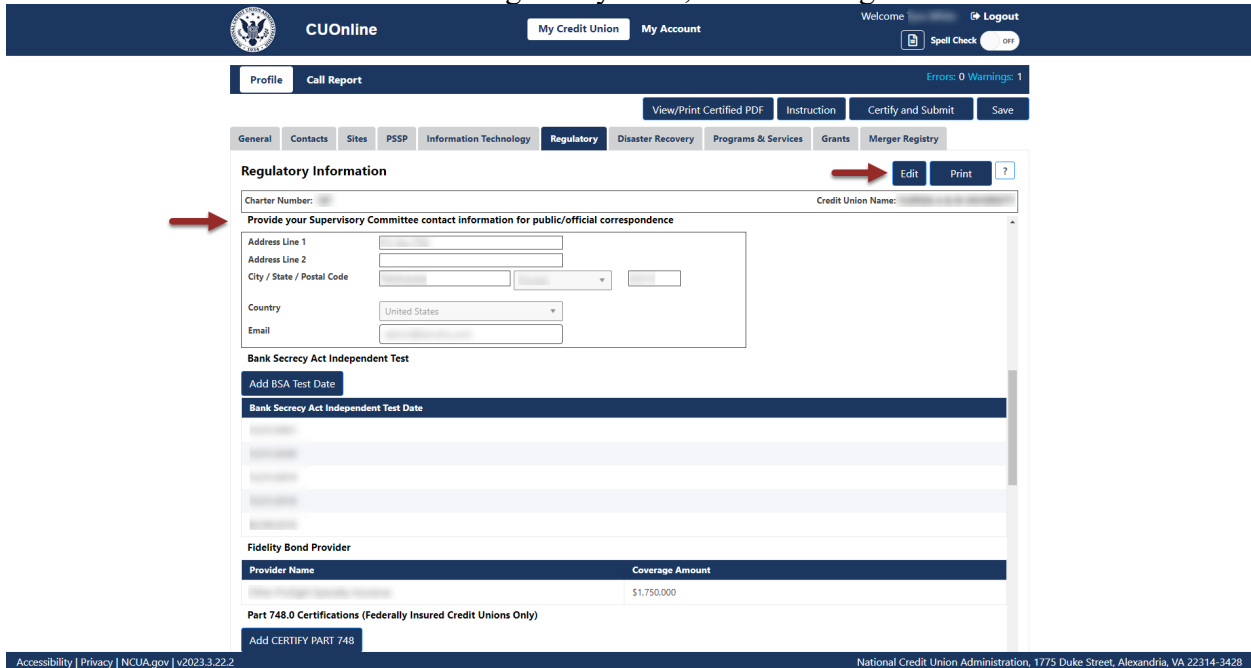 CUOnline
My Credit Union
My Account
Welcome
Logout
Spell Check OFF
Profile
Call Report
Errors: 0 Warnings: 1
View/Print Certified PDF
Instruction
Certify and Submit
Save
General
Contacts
Sites
PSSP
Information Technology
Regulatory
Disaster Recovery
Programs & Services
Grants
Merger Registry
Regulatory Information
Edit
Print
?
Charter Number:
Credit Union Name:
Provide your Supervisory Committee contact information for public/official correspondence
Address Line 1
Address Line 2
City / State / Postal Code
Country
United States
Email
Bank Secrecy Act Independent Test
Add BSA Test Date
Bank Secrecy Act Independent Test Date
Fidelity Bond Provider
Provider Name
Coverage Amount
$1,750,000
Part 748.0 Certifications (Federally Insured Credit Unions Only)
Add CERTIFY PART 748
Accessibility | Privacy | NCUA.gov | v2023.3.22.2
National Credit Union Administration, 1775 Duke Street, Alexandria, VA 22314-3428